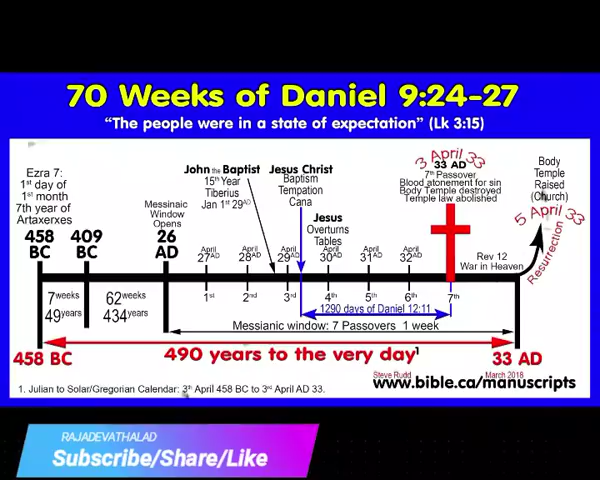 70 Weeks of Daniel 9:24-27
“The people were in a state of expectation” (Lk 3:15)
Ezra 7:
1st day of
1st month
7th year of
Artaxerxes
458
BC
409
BC
Messinaic
Window
Opens
26
AD
John the Baptist
15th Year
Tiberius
Jan 1st 29AD
Jesus Christ
Baptism
Tempation
Cana
Jesus
Overturns
Tables
3 April 33
33 AD
7th Passover
Blood atonement for sin
Body Temple destroyed
Temple law abolished
Body
Temple
Raised
(Church)
5 April 33
Resurrection
Rev 12
War in Heaven
April
27AD
April
28AD
April
29AD
April
30AD
April
31AD
April
32AD
1st
2nd
3rd
4th
5th
6th
7th
7weeks
49years
62weeks
434years
1290 days of Daniel 12:11
Messianic window: 7 Passovers 1 week
458 BC
490 years to the very day1
33 AD
Steve Rudd
March 2018
www.bible.ca/manuscripts
1. Julian to Solar/Gregorian Calendar: 3th April 458 BC to 3rd April AD 33.
RAJADEVATHALAD
Subscribe/Share/Like